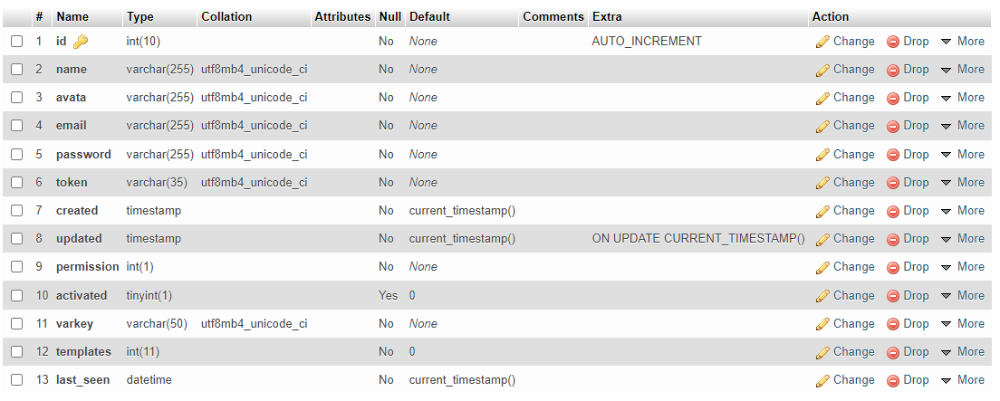 # Name Type Collation Attributes Null Default Comments Extra Action
1 id int(10) No None AUTO_INCREMENT Change Drop More
2 name varchar(255) utf8mb4_unicode_ci No None Change Drop More
3 avata varchar(255) utf8mb4_unicode_ci No None Change Drop More
4 email varchar(255) utf8mb4_unicode_ci No None Change Drop More
5 password varchar(255) utf8mb4_unicode_ci No None Change Drop More
6 token varchar(35) utf8mb4_unicode_ci No None Change Drop More
7 created timestamp No current_timestamp() Change Drop More
8 updated timestamp No current_timestamp() ON UPDATE CURRENT_TIMESTAMP() Change Drop More
9 permission int(1) No None Change Drop More
10 activated tinyint(1) Yes 0 Change Drop More
11 varkey varchar(50) utf8mb4_unicode_ci No None Change Drop More
12 templates int(11) No 0 Change Drop More
13 last_seen datetime No current_timestamp() Change Drop More